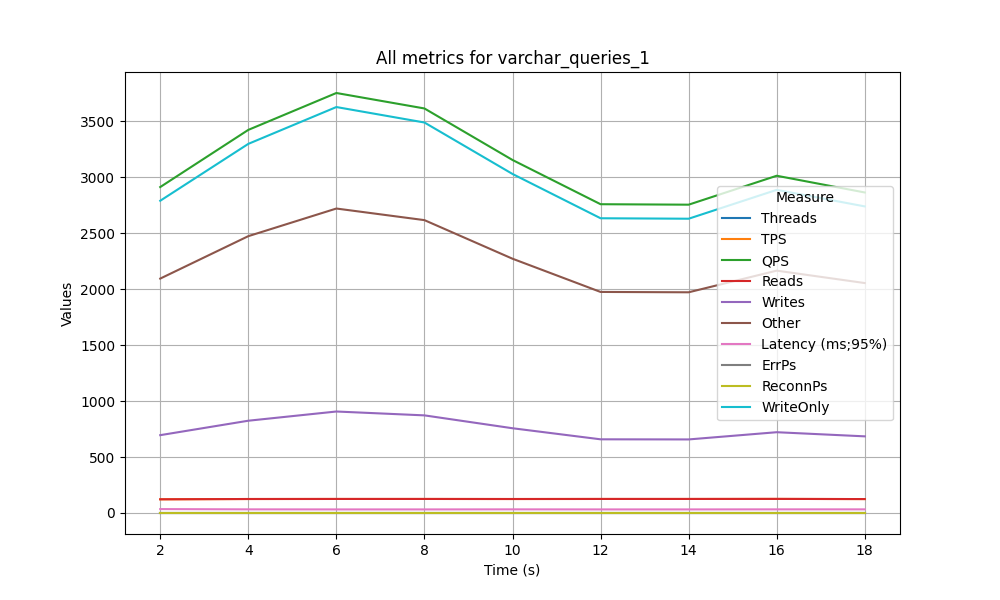 All metrics for varchar_queries_1
Values
3500
3000
2500
2000
1500
1000
500
0
Measure
Threads
TPS
QPS
Reads
Writes
Other
Latency (ms;95%)
ErrPs
ReconnPs
WriteOnly
2 4 6 8 10 12 14 16 18
Time (s)